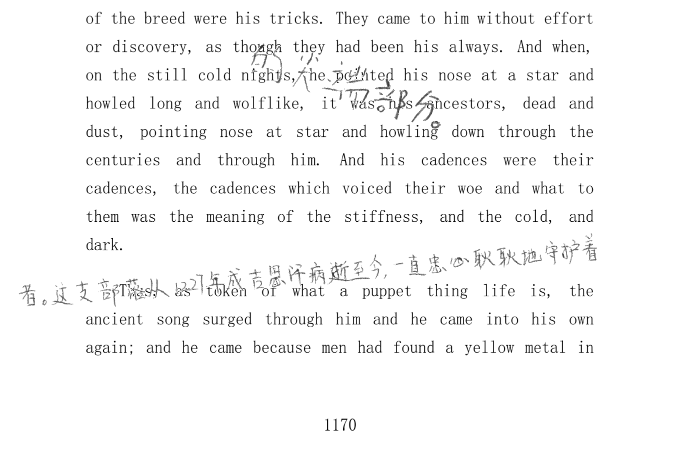 of the breed were his tricks. They came to him without effort
or discovery, as though they had been his always. And when,
on the still cold nights, he pointed his nose at a star and
howled long and wolflike, it was his ancestors, dead and
部分。
dust, pointing nose at star and howling down through the
centuries and through him. And his cadences were their
cadences, the cadences which voiced their woe and what to
them was the meaning of the stiffness, and the cold, and
dark.
者。这支部落从1227年成吉思汗病逝至今,一直忠心耿耿地守护着
Thus, as token of what a puppet thing life is, the
ancient song surged through him and he came into his own
again; and he came because men had found a yellow metal in
1170